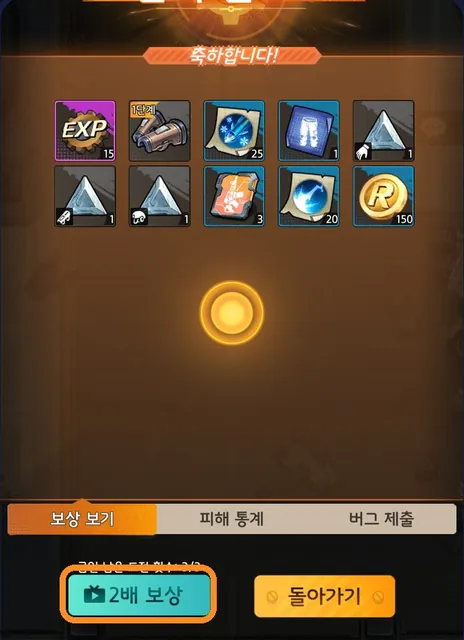 축하합니다!
EXP
15
1단계
25
1
1
1
1
3
20
R
150
보상 보기
피해 통계
버그 제출
2배 보상
돌아가기